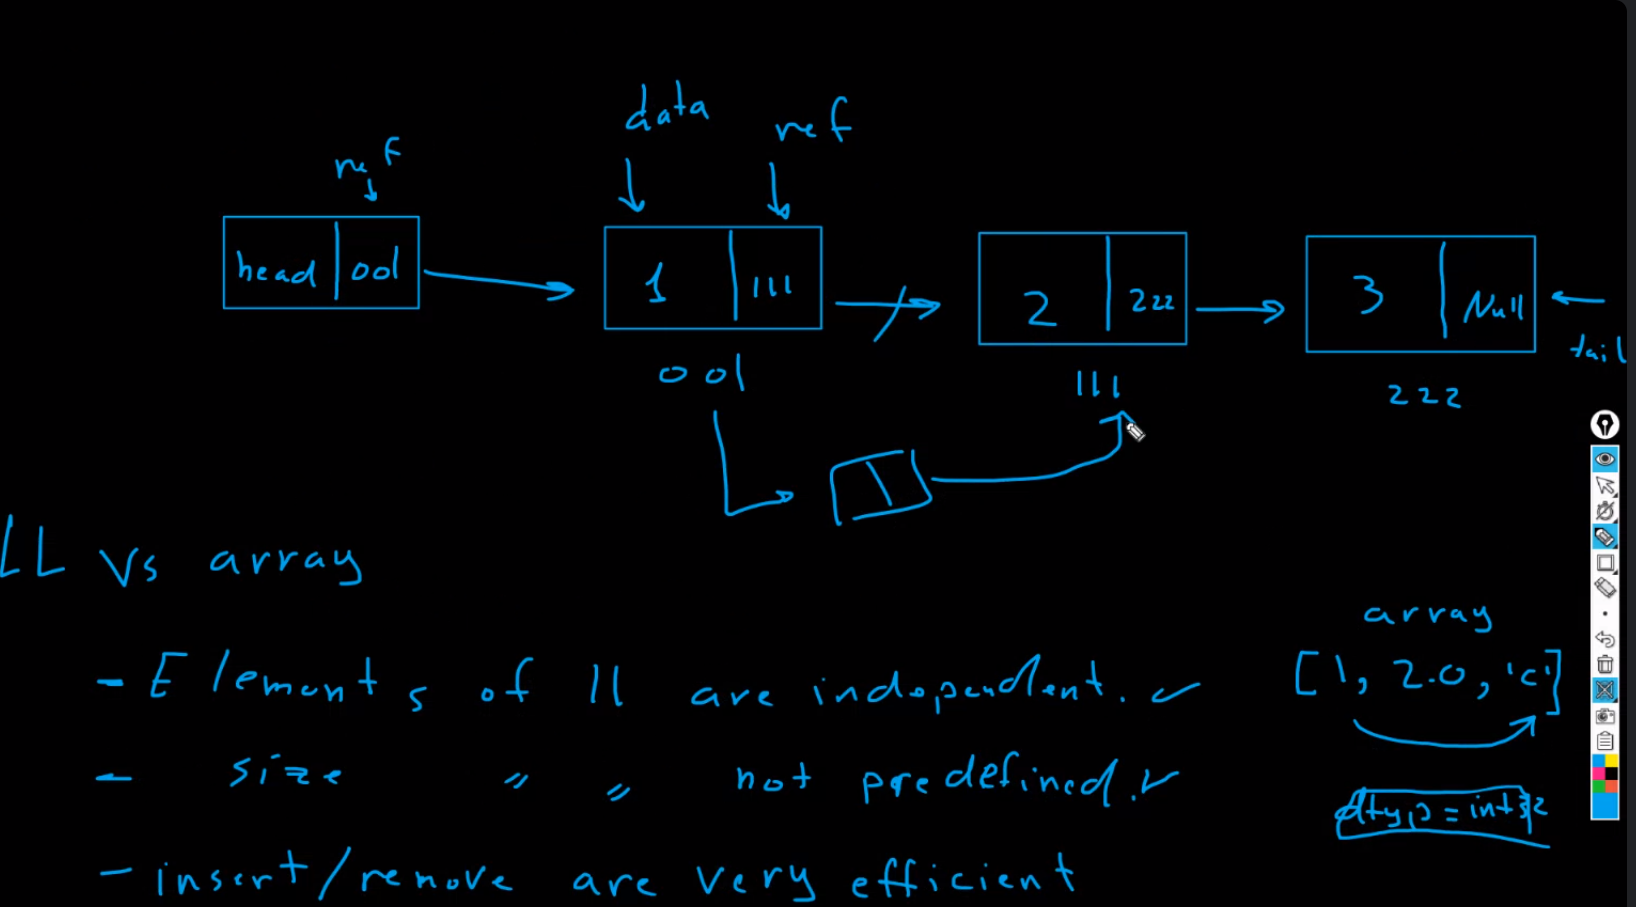 data ref
ref
head 001
1 111
2 222
3 Null
tail
001
111
222
LL Vs array
- Elements of ll are independent. ✓
- size " " not predefined. ✓
- insert/remove are very efficient
array
[1, 2.0, 'c']
dtyp = int32